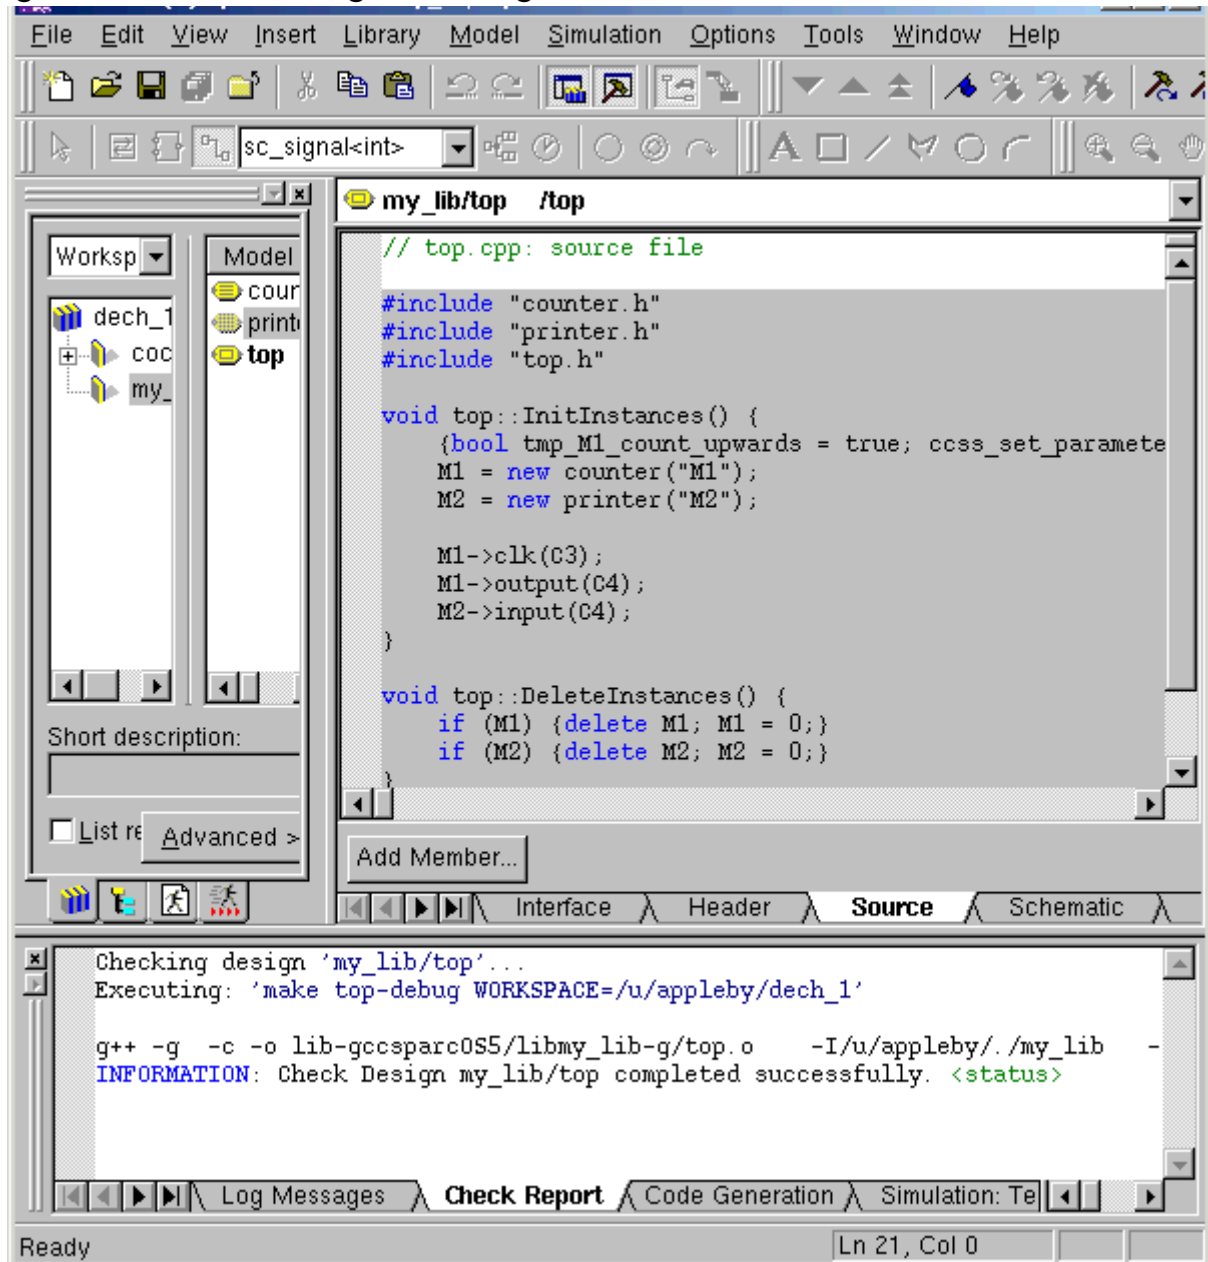 File Edit View Insert Library Model Simulation Options Tools Window Help
sc_signal<int>
my_lib/top /top
Worksp
Model
dech_1
coc
my_
cour
print
top
// top.cpp: source file
#include "counter.h"
#include "printer.h"
#include "top.h"
void top::InitInstances() {
{bool tmp_M1_count_upwards = true; ccss_set_paramete
M1 = new counter("M1");
M2 = new printer("M2");
M1->clk(C3);
M1->output(C4);
M2->input(C4);
}
void top::DeleteInstances() {
if (M1) {delete M1; M1 = 0;}
if (M2) {delete M2; M2 = 0;}
}
Short description:
List re
Advanced >
Add Member...
Interface Header Source Schematic
Checking design 'my_lib/top'...
Executing: 'make top-debug WORKSPACE=/u/appleby/dech_1'
g++ -g -c -o lib-gccsparcOS5/libmy_lib-g/top.o -I/u/appleby/./my_lib -
INFORMATION: Check Design my_lib/top completed successfully. <status>
Log Messages Check Report Code Generation Simulation: Te
Ready
Ln 21, Col 0